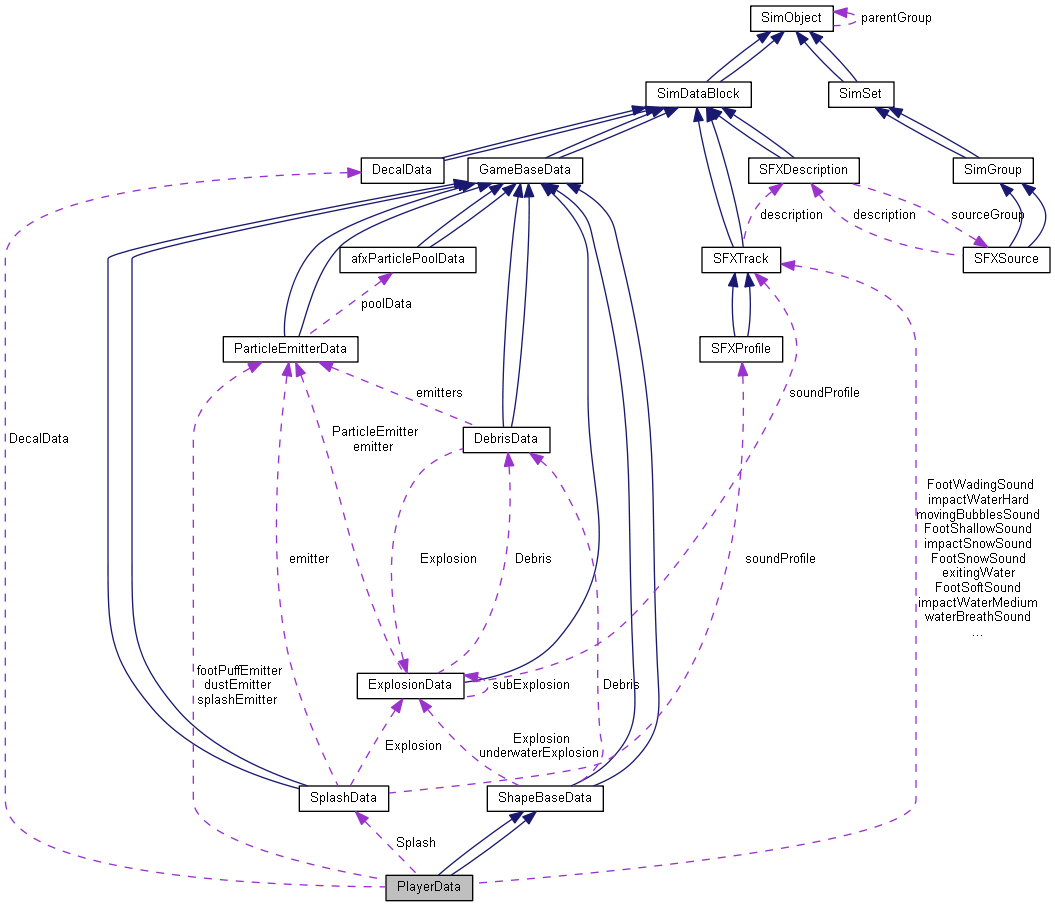 SimObject
parentGroup
SimDataBlock
SimSet
DecalData
GameBaseData
SFXDescription
SimGroup
description
description
sourceGroup
afxParticlePoolData
SFXTrack
SFXSource
poolData
ParticleEmitterData
SFXProfile
emitters
soundProfile
DecalData
ParticleEmitter
emitter
DebrisData
FootWadingSound
impactWaterHard
movingBubblesSound
FootShallowSound
impactSnowSound
FootSnowSound
exitingWater
FootSoftSound
impactWaterMedium
waterBreathSound
...
emitter
Explosion
Debris
soundProfile
footPuffEmitter
dustEmitter
splashEmitter
ExplosionData
subExplosion
Debris
Explosion
Explosion
underwaterExplosion
SplashData
ShapeBaseData
Splash
PlayerData